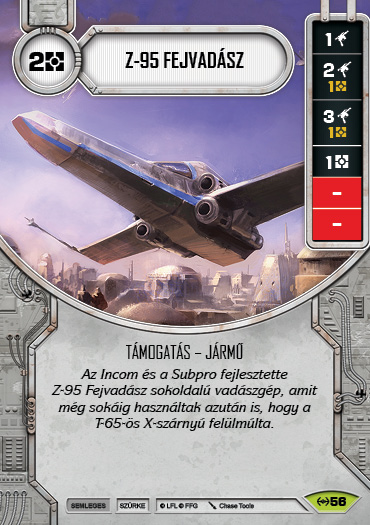 2
Z-95 FEJVADÁSZ
1
2
1
3
1
1
–
–
TÁMOGATÁS – JÁRMŰ
Az Incom és a Subpro fejlesztette
Z-95 Fejvadász sokoldalú vadászgép, amit
még sokáig használtak azután is, hogy a
T-65-ös X-szárnyú felülmúlta.
SEMLEGES SZÜRKE © LFL © FFG Chase Toole 56